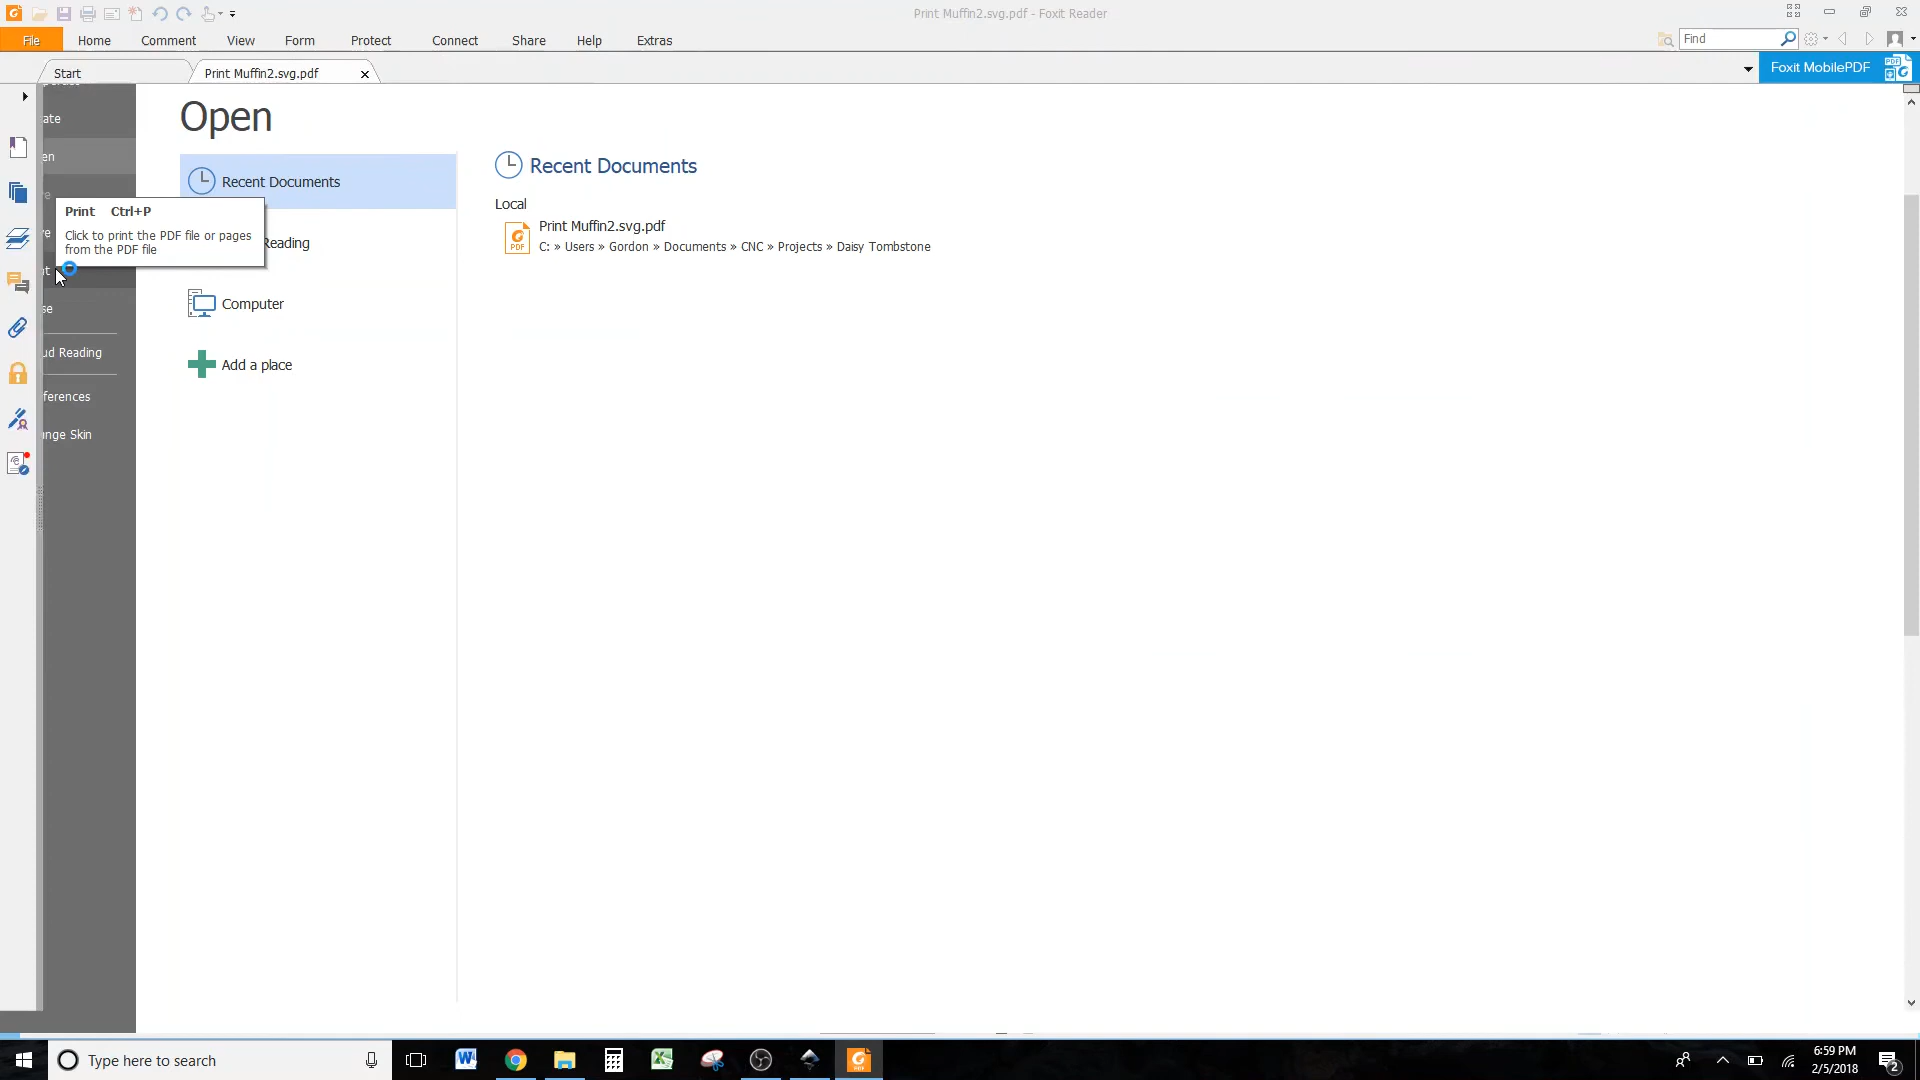 Print Muffin2.svg.pdf - Foxit Reader
File Home Comment View Form Protect Connect Share Help Extras
Find
Start Print Muffin2.svg.pdf
Foxit MobilePDF
Open
ate
en
Recent Documents
Recent Documents
Local
Print Muffin2.svg.pdf
C: » Users » Gordon » Documents » CNC » Projects » Daisy Tombstone
Print Ctrl+P
Click to print the PDF file or pages
from the PDF file
Reading
nt
se
Computer
ud Reading
Add a place
ferences
nge Skin
Type here to search
6:59 PM
2/5/2018
2